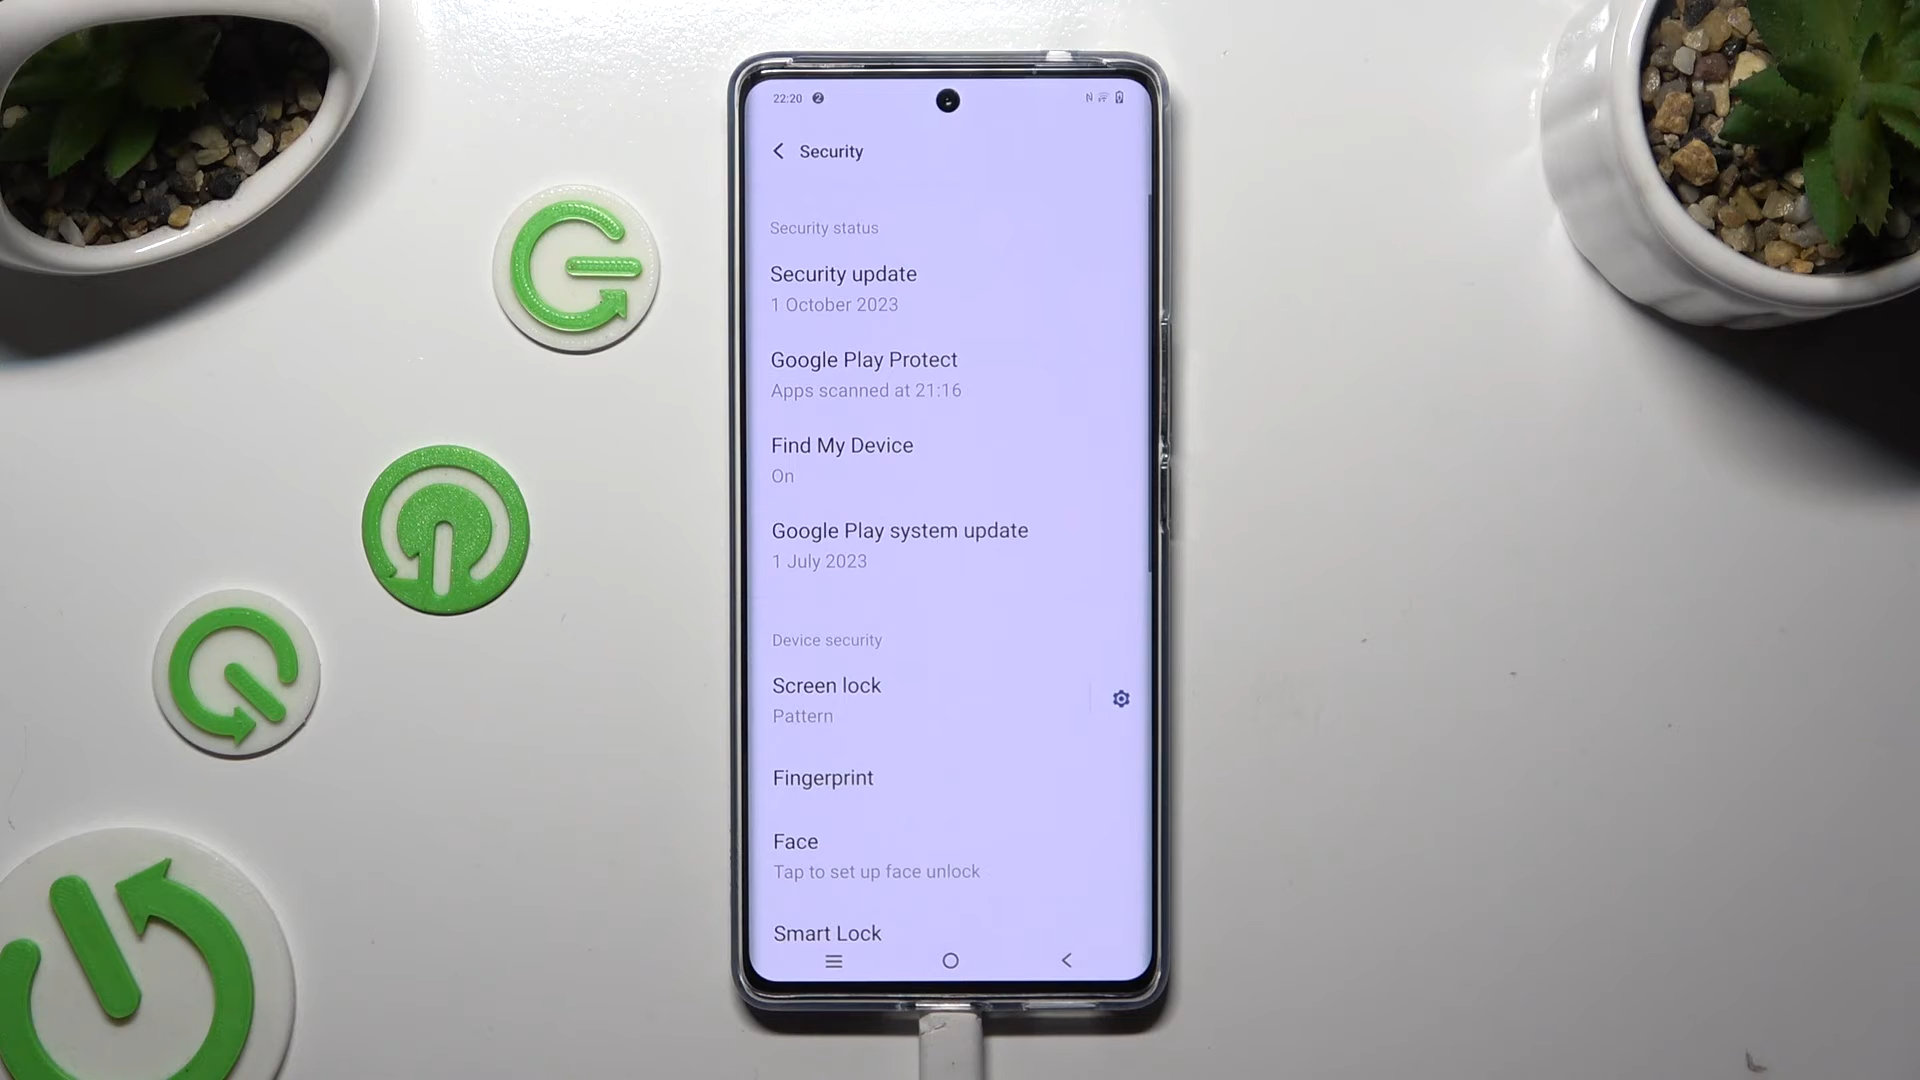 22:20 2
Security
Security status
Security update
1 October 2023
Google Play Protect
Apps scanned at 21:16
Find My Device
On
Google Play system update
1 July 2023
Device security
Screen lock
Pattern
Fingerprint
Face
Tap to set up face unlock
Smart Lock